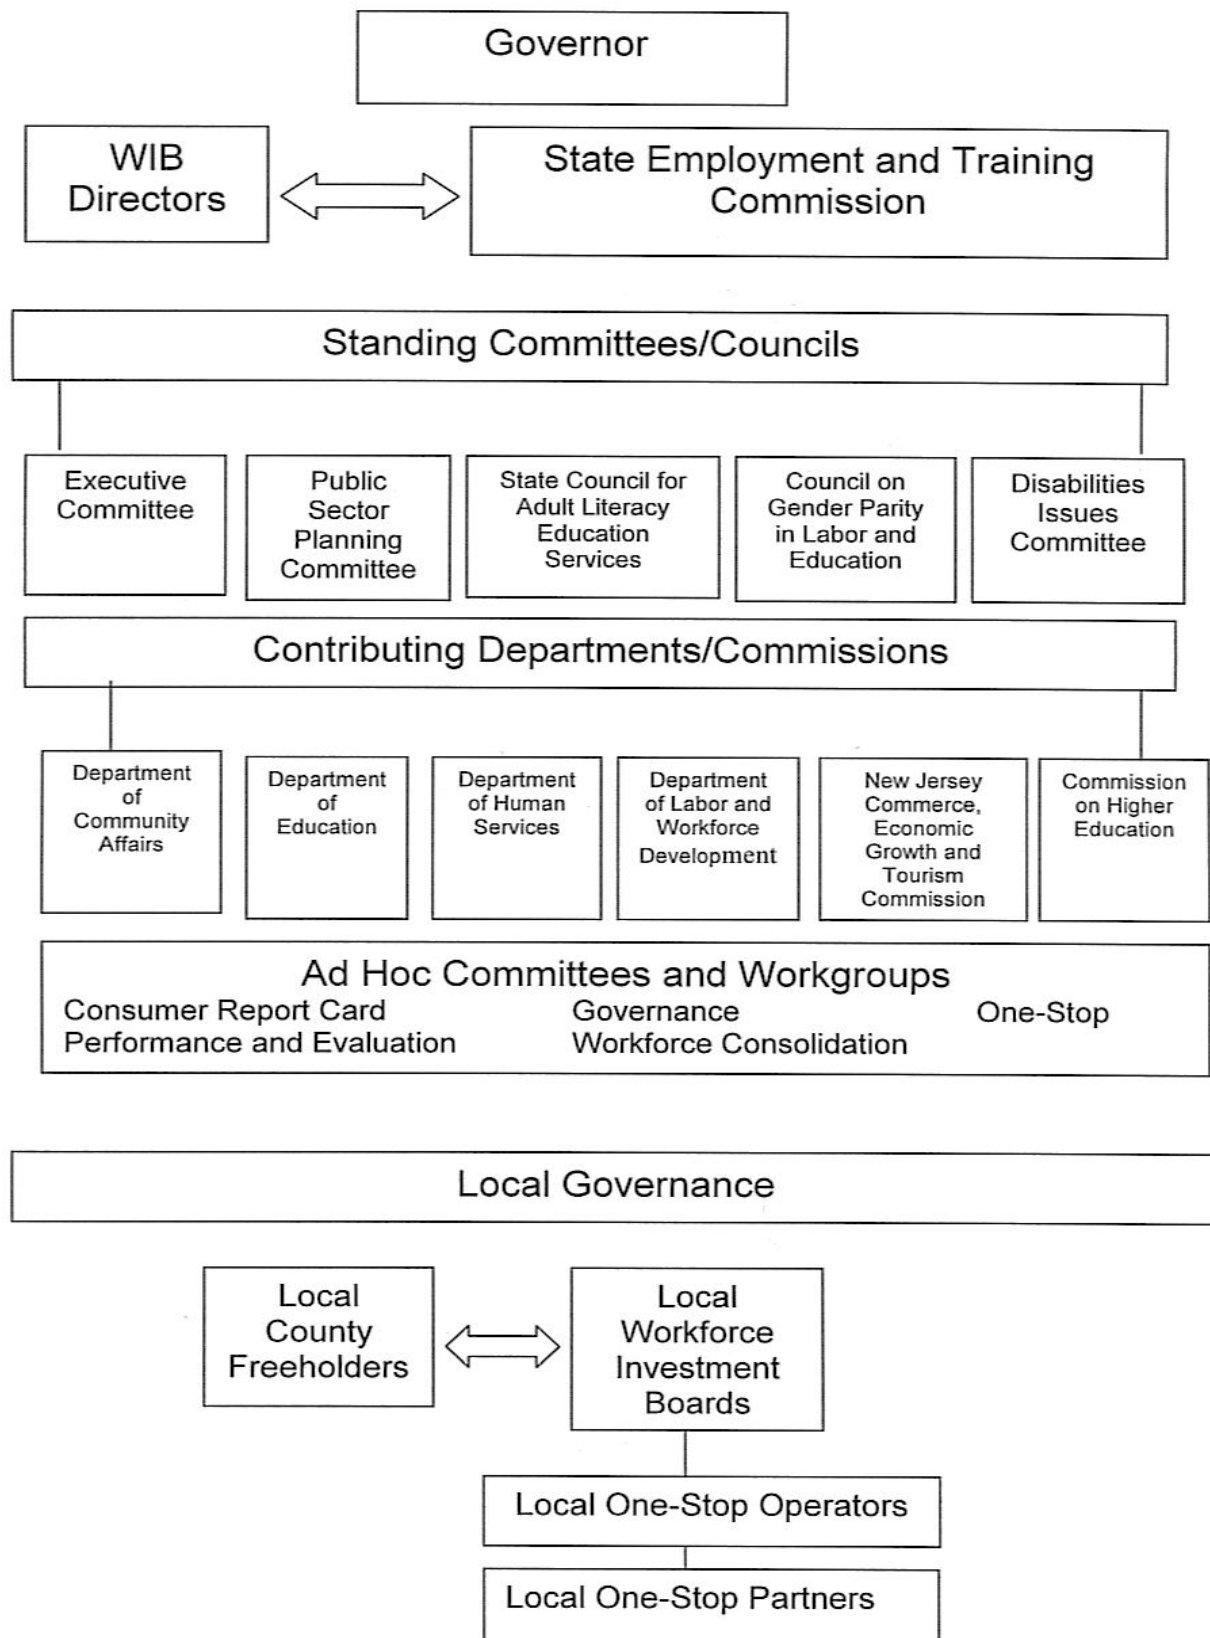 Governor
WIB
Directors
State Employment and Training
Commission
Standing Committees/Councils
Executive
Committee
Public
Sector
Planning
Committee
State Council for
Adult Literacy
Education
Services
Council on
Gender Parity
in Labor and
Education
Disabilities
Issues
Committee
Contributing Departments/Commissions
Department
of
Community
Affairs
Department
of
Education
Department
of Human
Services
Department
of Labor and
Workforce
Development
New Jersey
Commerce,
Economic
Growth and
Tourism
Commission
Commission
on Higher
Education
Ad Hoc Committees and Workgroups
Consumer Report Card Governance One-Stop
Performance and Evaluation Workforce Consolidation
Local Governance
Local
County
Freeholders
Local
Workforce
Investment
Boards
Local One-Stop Operators
Local One-Stop Partners